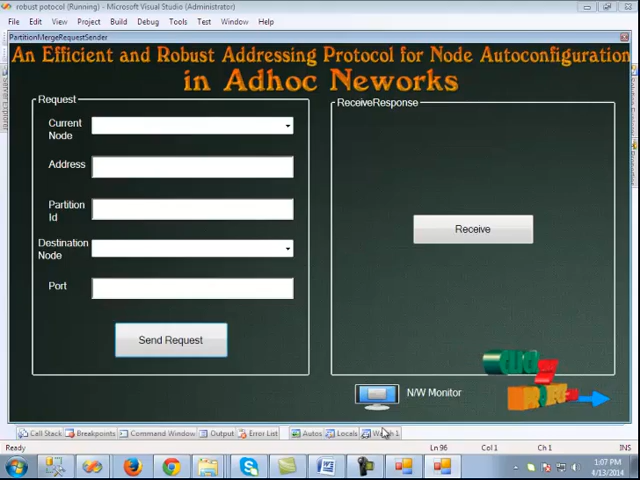 robust potocol (Running) - Microsoft Visual Studio (Administrator)
File Edit View Project Build Debug Tools Test Window Help
PartitionMergeRequestSender
An Efficient and Robust Addressing Protocol for Node Autoconfiguration
in Adhoc Neworks
Request
Current
Node
Address
Partition
Id
Destination
Node
Port
Send Request
ReceiveResponse
Receive
N/W Monitor
Call Stack Breakpoints Command Window Output Error List Autos Locals
Ready Ln 96 Col 1 Ch 1 INS
1:07 PM
4/13/2014